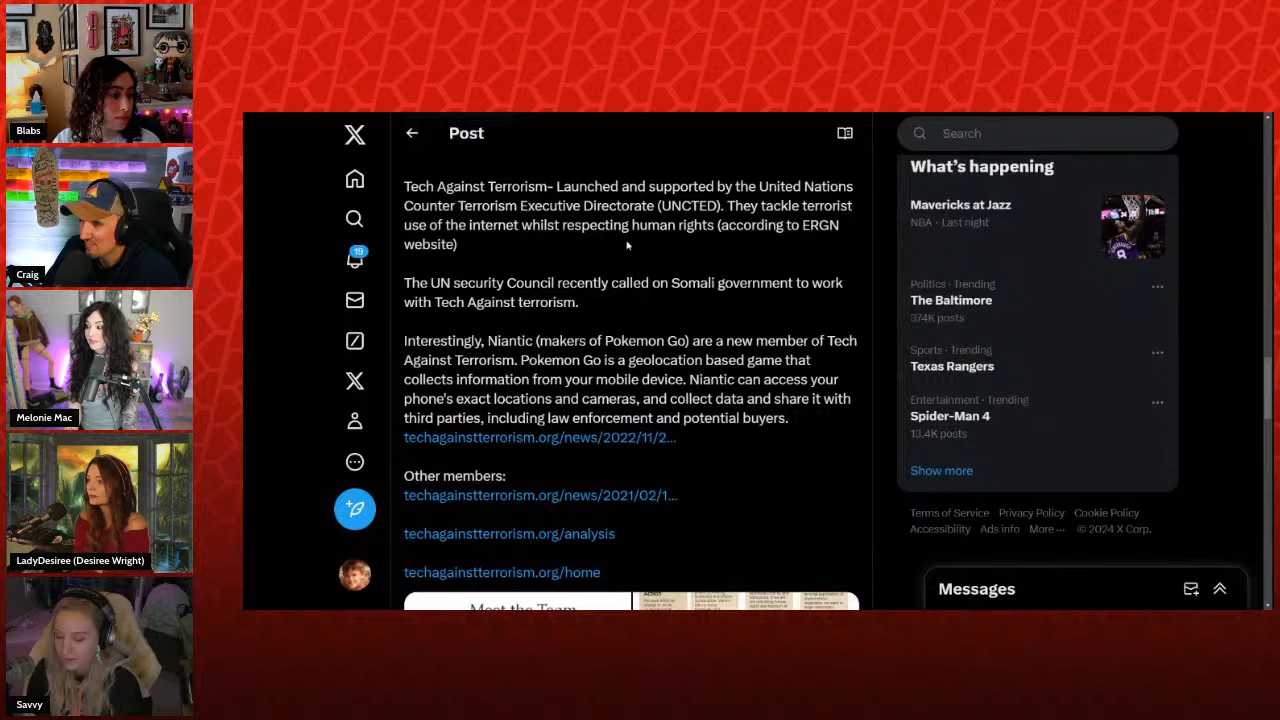 Blabs
Craig
Melonie Mac
LadyDesiree (Desiree Wright)
Savvy
Post
19
Tech Against Terrorism- Launched and supported by the United Nations
Counter Terrorism Executive Directorate (UNCTED). They tackle terrorist
use of the internet whilst respecting human rights (according to ERGN
website)
The UN security Council recently called on Somali government to work
with Tech Against terrorism.
Interestingly, Niantic (makers of Pokemon Go) are a new member of Tech
Against Terrorism. Pokemon Go is a geolocation based game that
collects information from your mobile device. Niantic can access your
phone's exact locations and cameras, and collect data and share it with
third parties, including law enforcement and potential buyers.
techagainstterrorism.org/news/2022/11/2...
Other members:
techagainstterrorism.org/news/2021/02/1...
techagainstterrorism.org/analysis
techagainstterrorism.org/home
Meet the Team
Search
What's happening
Mavericks at Jazz
NBA · Last night
Politics · Trending
The Baltimore
374K posts
Sports · Trending
Texas Rangers
Entertainment · Trending
Spider-Man 4
13.4K posts
Show more
Terms of Service Privacy Policy Cookie Policy
Accessibility Ads info More ··· © 2024 X Corp.
Messages